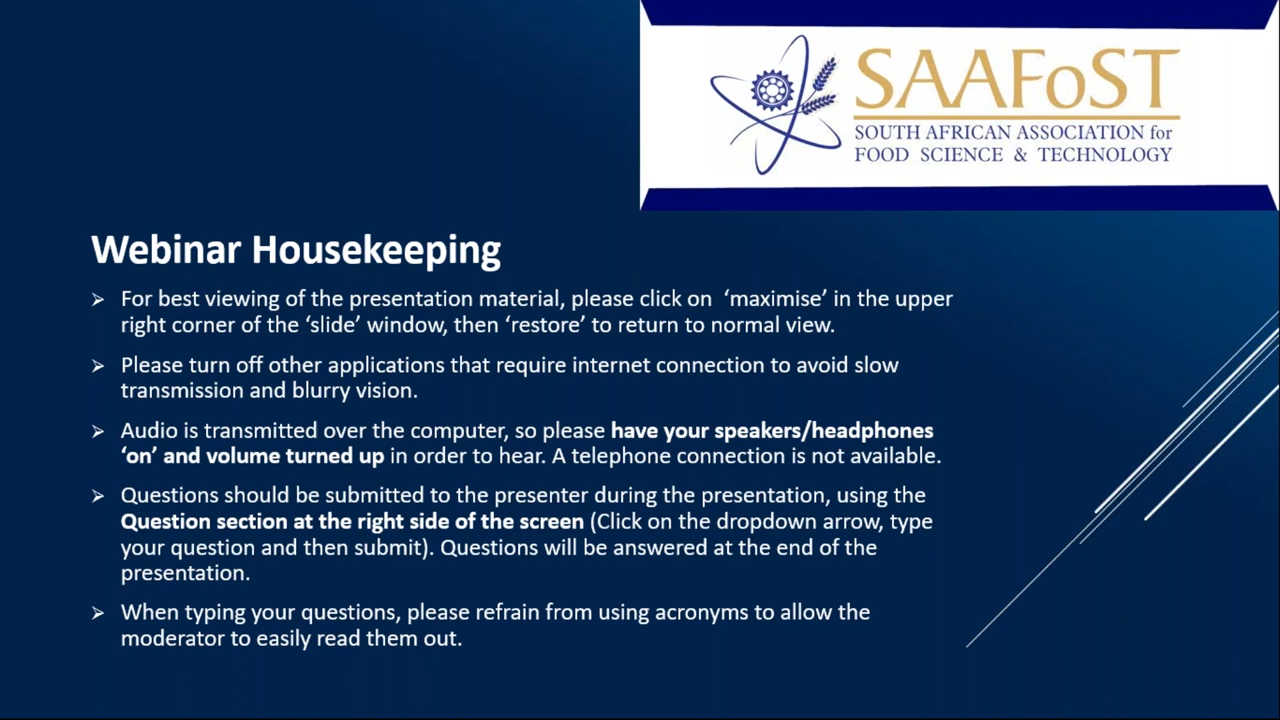 SAAFoST
SOUTH AFRICAN ASSOCIATION for
FOOD SCIENCE & TECHNOLOGY
Webinar Housekeeping
➢ For best viewing of the presentation material, please click on ‘maximise’ in the upper
right corner of the ‘slide’ window, then ‘restore’ to return to normal view.
➢ Please turn off other applications that require internet connection to avoid slow
transmission and blurry vision.
➢ Audio is transmitted over the computer, so please have your speakers/headphones
‘on’ and volume turned up in order to hear. A telephone connection is not available.
➢ Questions should be submitted to the presenter during the presentation, using the
Question section at the right side of the screen (Click on the dropdown arrow, type
your question and then submit). Questions will be answered at the end of the
presentation.
➢ When typing your questions, please refrain from using acronyms to allow the
moderator to easily read them out.